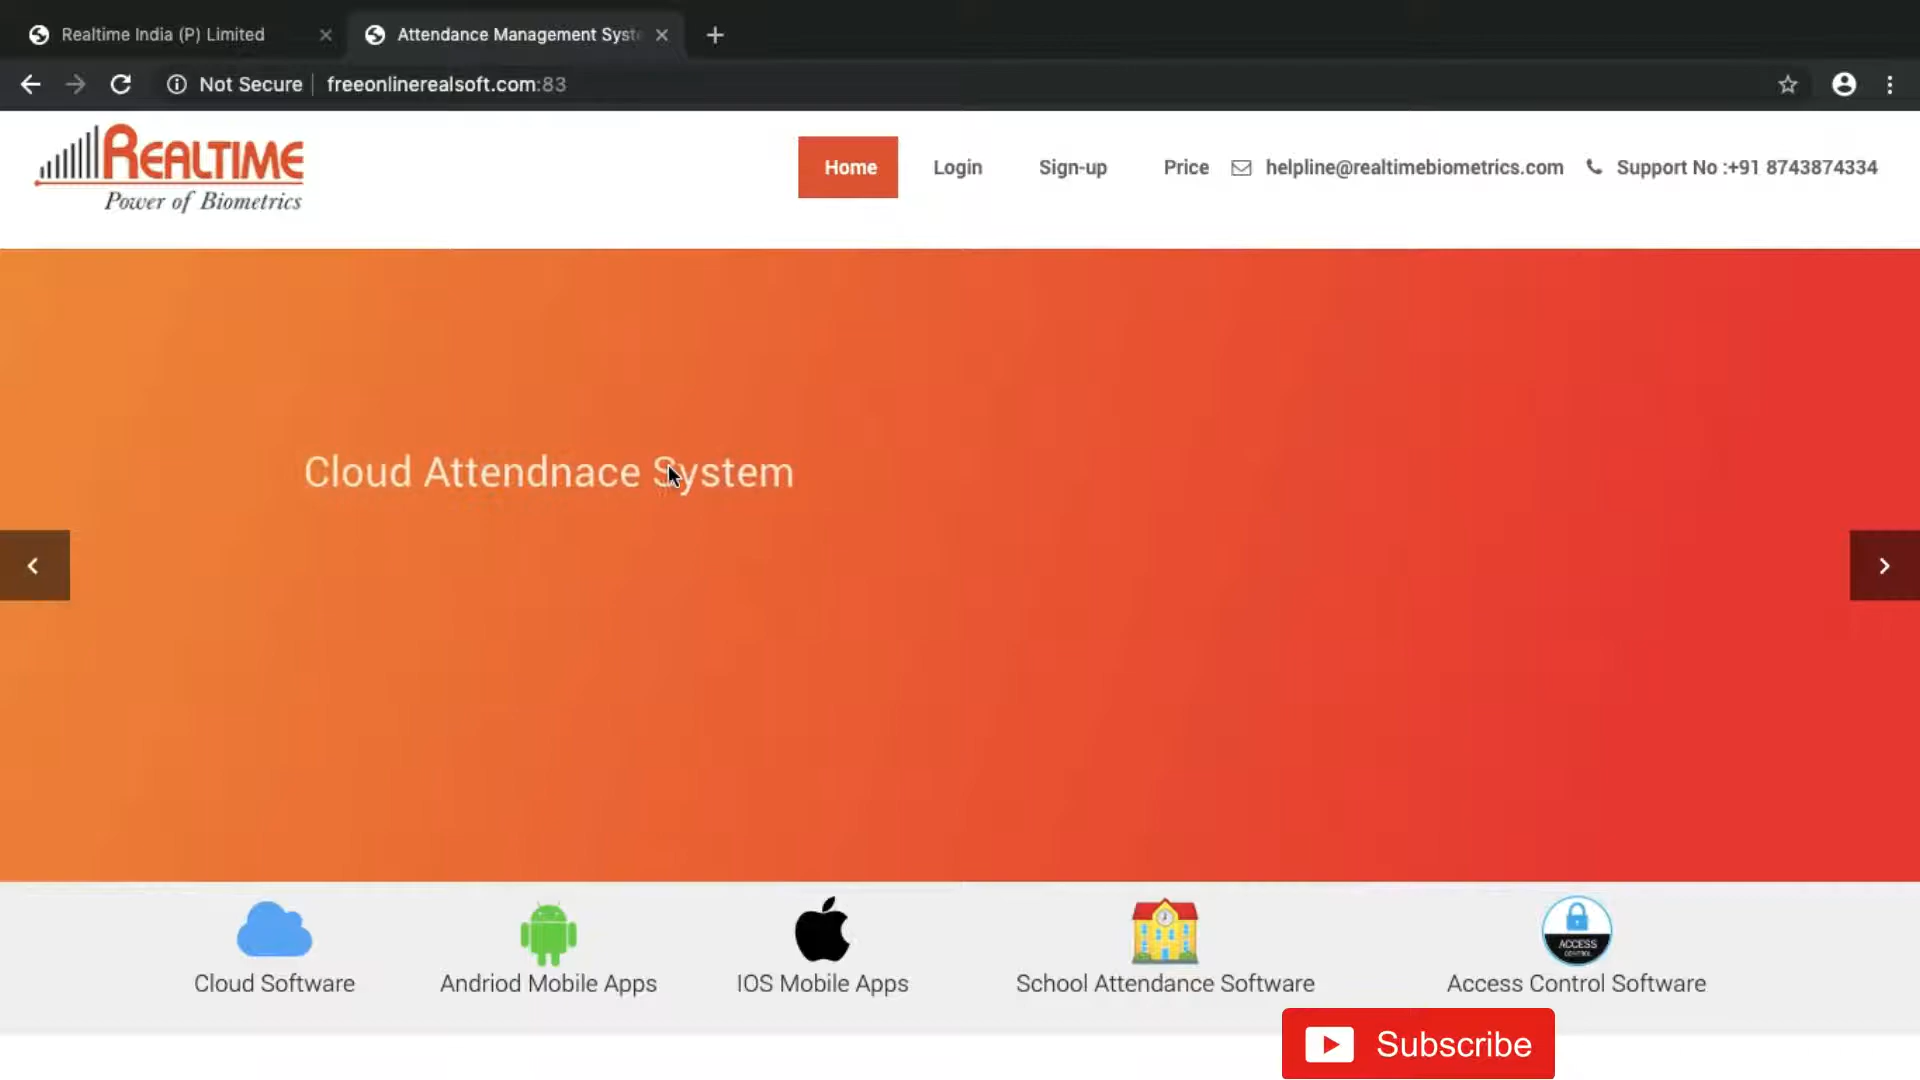 Realtime India (P) Limited
Attendance Management Syste
Not Secure
freeonlinerealsoft.com:83
REALTIME
Power of Biometrics
Home
Login
Sign-up
Price
helpline@realtimebiometrics.com
Support No :+91 8743874334
Cloud Attendnace System
Cloud Software
Andriod Mobile Apps
IOS Mobile Apps
School Attendance Software
ACCESS
CONTROL
Access Control Software
Subscribe